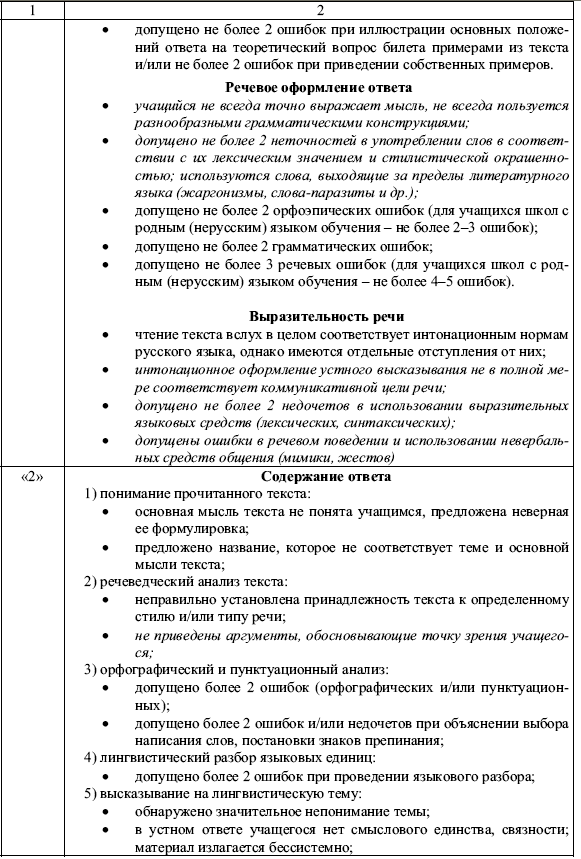 1 2
• допущено не более 2 ошибок при иллюстрации основных положе-
ний ответа на теоретический вопрос билета примерами из текста
и/или не более 2 ошибок при приведении собственных примеров.
Речевое оформление ответа
• учащийся не всегда точно выражает мысль, не всегда пользуется
разнообразными грамматическими конструкциями;
• допущено не более 2 неточностей в употреблении слов в соответ-
ствии с их лексическим значением и стилистической окрашенно-
стью; используются слова, выходящие за пределы литературного
языка (жаргонизмы, слова-паразиты и др.);
• допущено не более 2 орфоэпических ошибок (для учащихся школ с
родным (нерусским) языком обучения – не более 2–3 ошибок);
• допущено не более 2 грамматических ошибок;
• допущено не более 3 речевых ошибок (для учащихся школ с род-
ным (нерусским) языком обучения – не более 4–5 ошибок).
Выразительность речи
• чтение текста вслух в целом соответствует интонационным нормам
русского языка, однако имеются отдельные отступления от них;
• интонационное оформление устного высказывания не в полной ме-
ре соответствует коммуникативной цели речи;
• допущено не более 2 недочетов в использовании выразительных
языковых средств (лексических, синтаксических);
• допущены ошибки в речевом поведении и использовании невербаль-
ных средств общения (мимики, жестов)
«2» Содержание ответа
1) понимание прочитанного текста:
• основная мысль текста не понята учащимся, предложена неверная
ее формулировка;
• предложено название, которое не соответствует теме и основной
мысли текста;
2) речеведческий анализ текста:
• неправильно установлена принадлежность текста к определенному
стилю и/или типу речи;
• не приведены аргументы, обосновывающие точку зрения учащего-
ся;
3) орфографический и пунктуационный анализ:
• допущено более 2 ошибок (орфографических и/или пунктуацион-
ных);
• допущено более 2 ошибок и/или недочетов при объяснении выбора
написания слов, постановки знаков препинания;
4) лингвистический разбор языковых единиц:
• допущено более 2 ошибок при проведении языкового разбора;
5) высказывание на лингвистическую тему:
• обнаружено значительное непонимание темы;
• в устном ответе учащегося нет смыслового единства, связности;
материал излагается бессистемно;